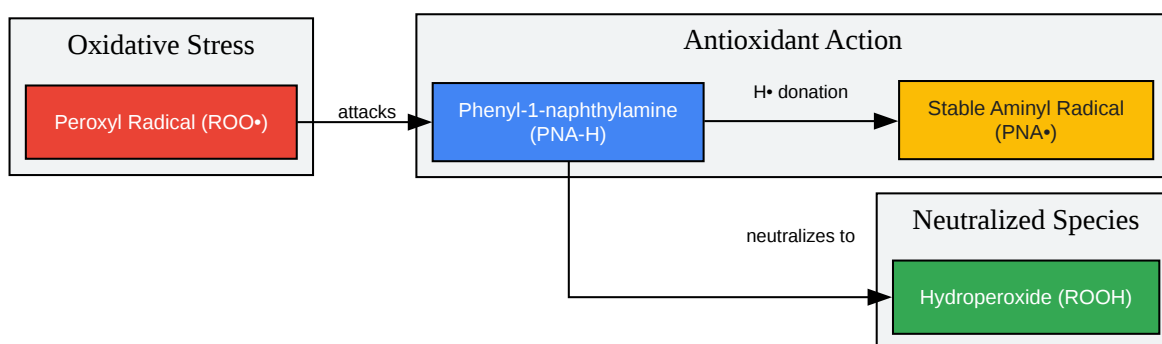 Oxidative Stress
Peroxyl Radical (ROO•)
attacks
Antioxidant Action
Phenyl-1-naphthylamine
(PNA-H)
H• donation
Stable Aminyl Radical
(PNA•)
neutralizes to
Neutralized Species
Hydroperoxide (ROOH)